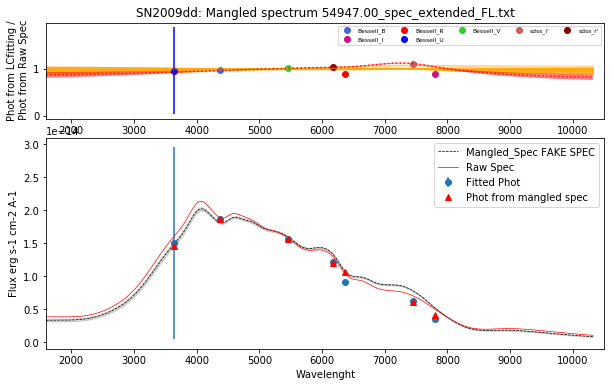 SN2009dd: Mangled spectrum 54947.00_spec_extended_FL.txt
Phot from LCfitting /
Phot from Raw Spec
1
0
Bessell_B
Bessell_I
Bessell_R
Bessell_U
Bessell_V
sdss_i'
sdss_r'
2000 3000 4000 5000 6000 7000 8000 9000 10000
1e−14
Flux erg s-1 cm-2 A-1
3.0
2.5
2.0
1.5
1.0
0.5
0.0
Mangled_Spec FAKE SPEC
Raw Spec
Fitted Phot
Phot from mangled spec
2000 3000 4000 5000 6000 7000 8000 9000 10000
Wavelenght